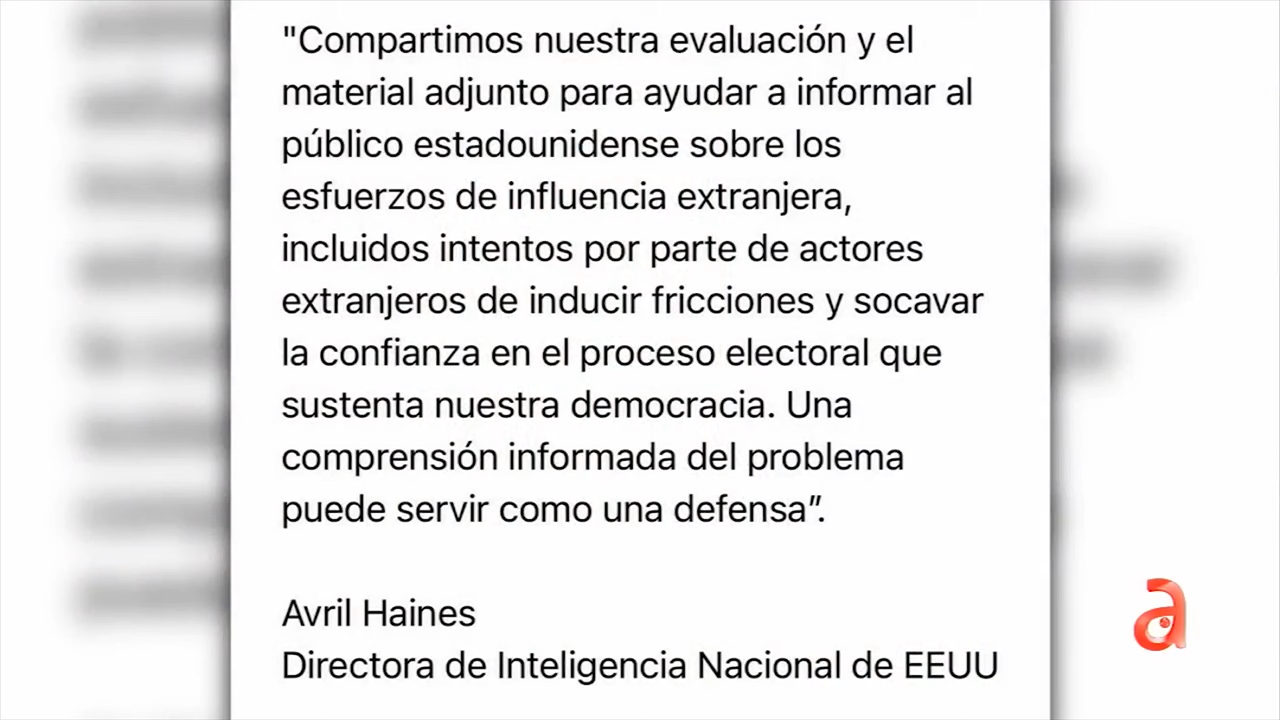 "Compartimos nuestra evaluación y el
material adjunto para ayudar a informar al
público estadounidense sobre los
esfuerzos de influencia extranjera,
incluidos intentos por parte de actores
extranjeros de inducir fricciones y socavar
la confianza en el proceso electoral que
sustenta nuestra democracia. Una
comprensión informada del problema
puede servir como una defensa”.
Avril Haines
Directora de Inteligencia Nacional de EEUU
a